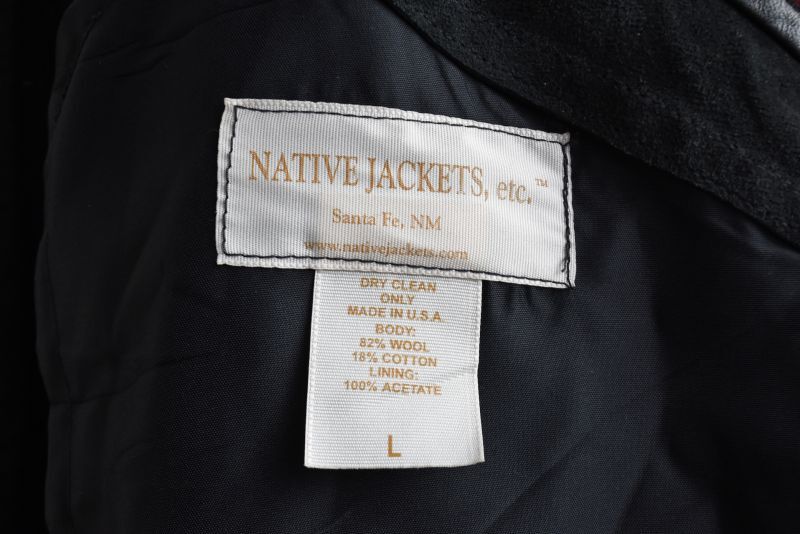 NATIVE JACKETS, etc.™
Santa Fe, NM
www.nativejackets.com
DRY CLEAN
ONLY
MADE IN U.S.A.
BODY:
82% WOOL
18% COTTON
LINING:
100% ACETATE
L